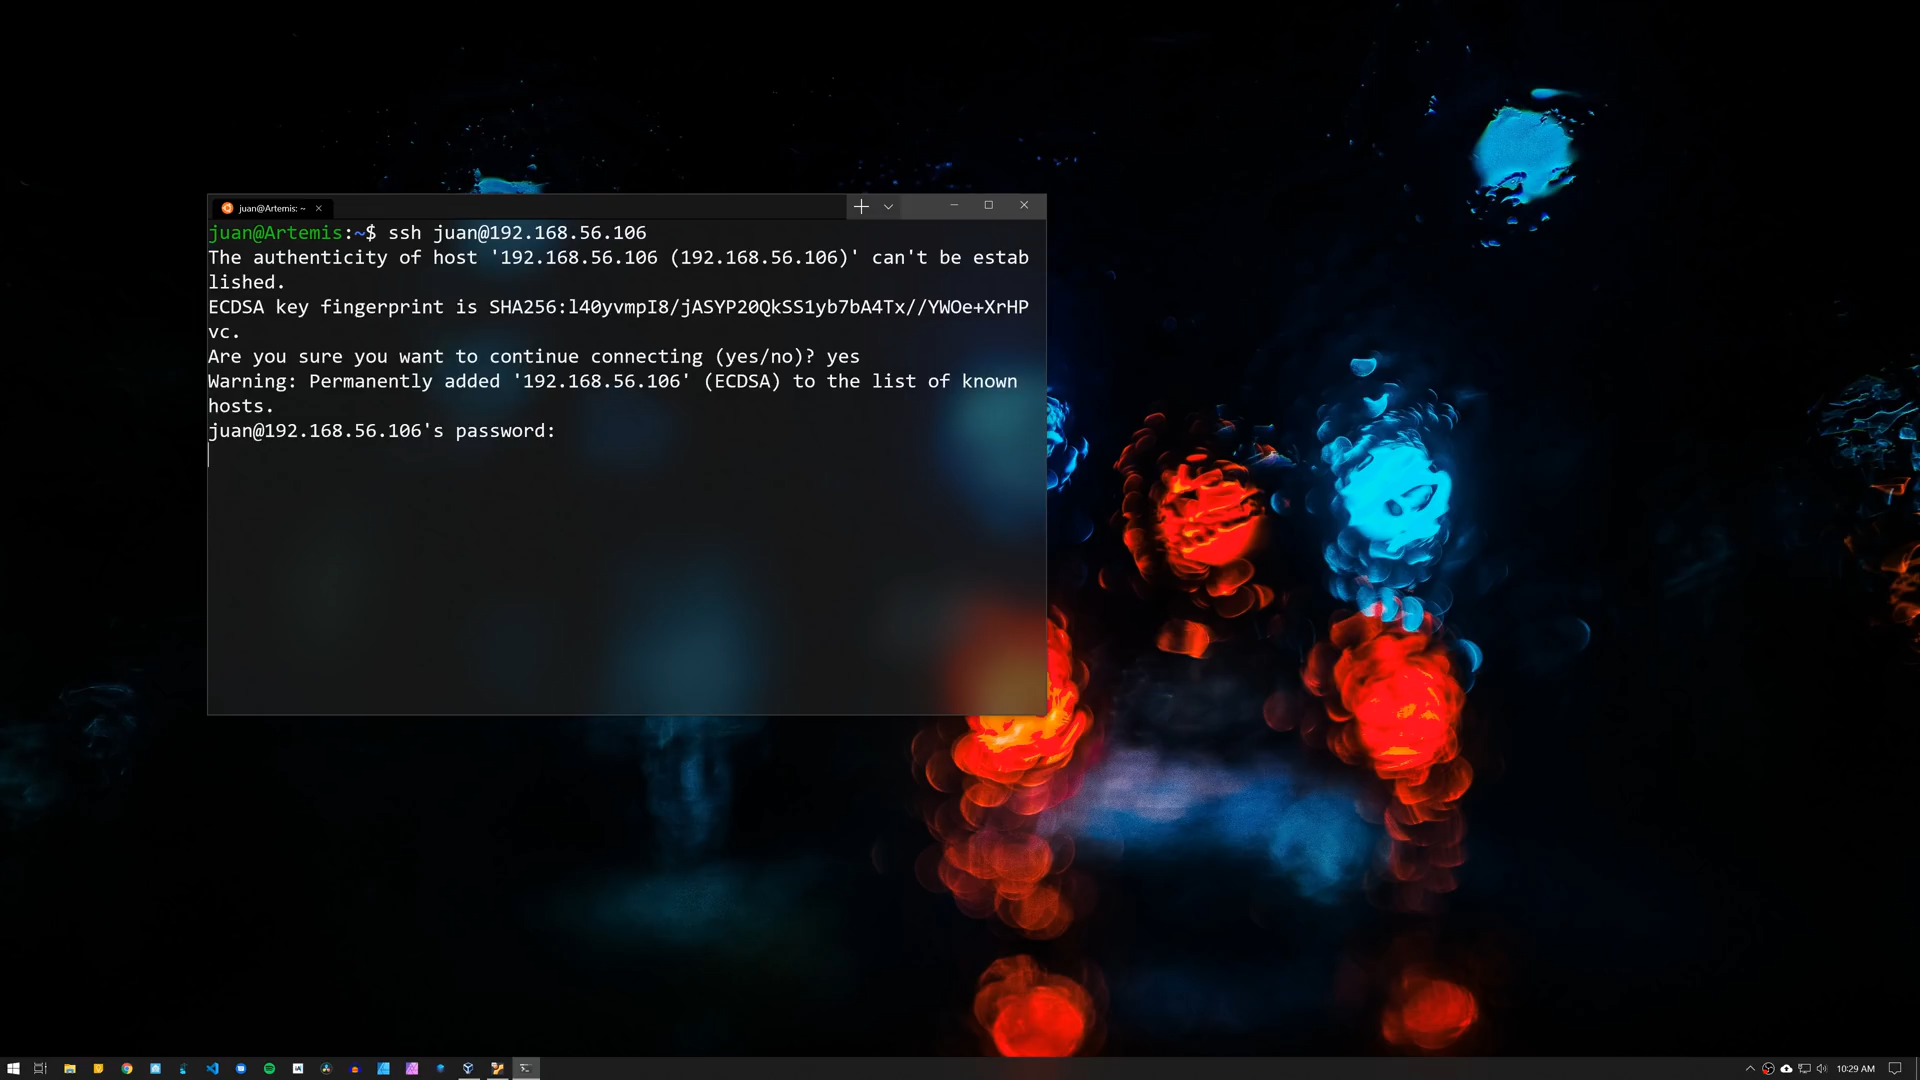 juan@Artemis: ~
juan@Artemis:~$ ssh juan@192.168.56.106
The authenticity of host '192.168.56.106 (192.168.56.106)' can't be estab
lished.
ECDSA key fingerprint is SHA256:l40yvmpI8/jASYP20QkSS1yb7bA4Tx//YWOe+XrHP
vc.
Are you sure you want to continue connecting (yes/no)? yes
Warning: Permanently added '192.168.56.106' (ECDSA) to the list of known
hosts.
juan@192.168.56.106's password:
10:29 AM